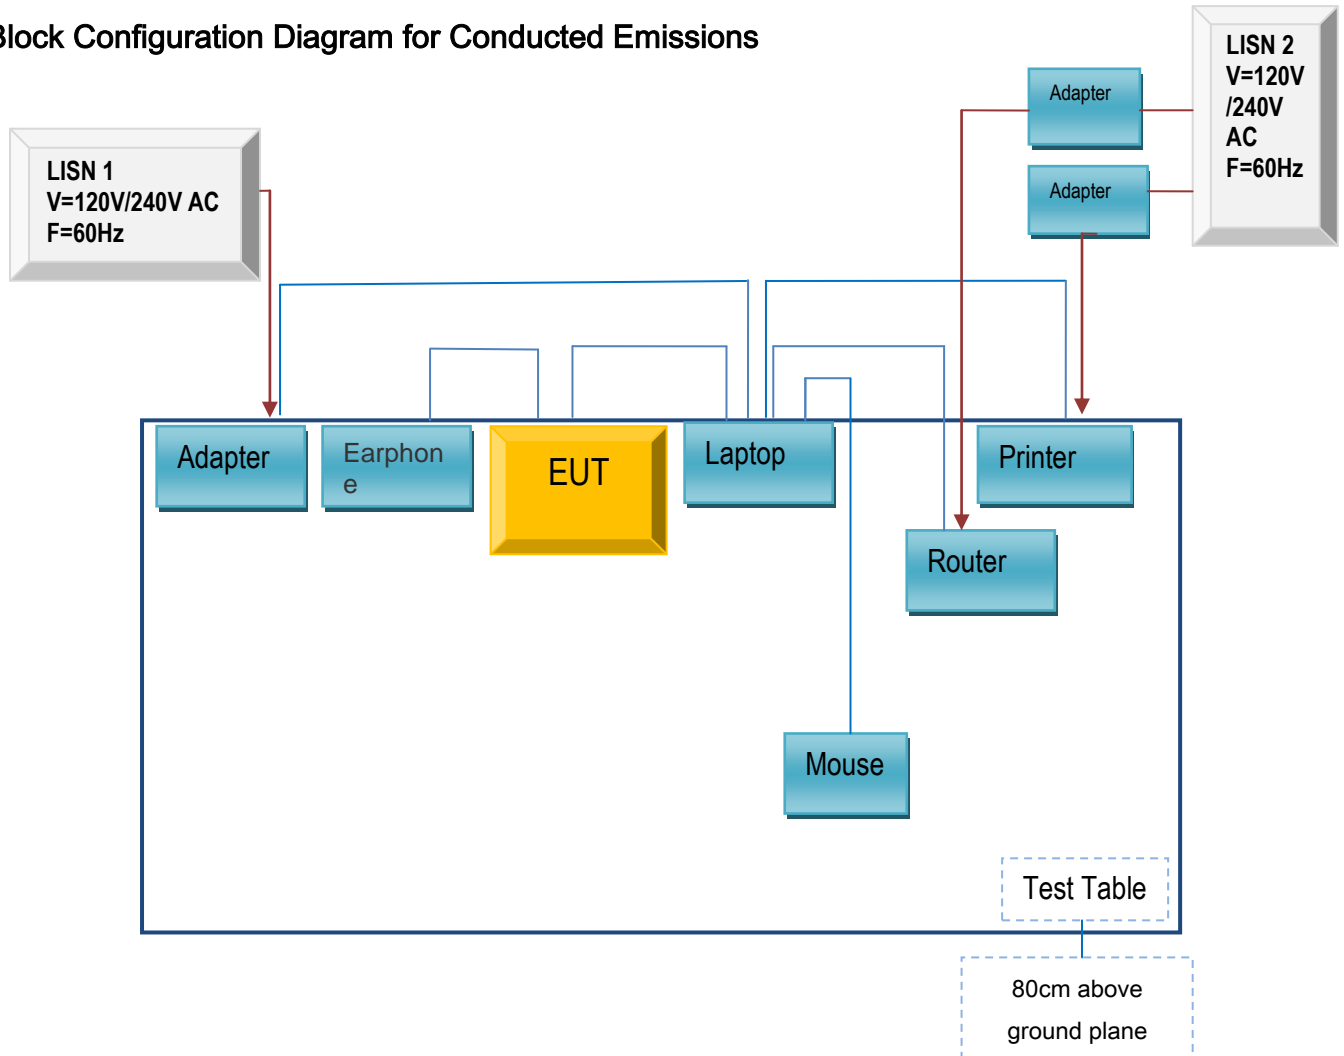 Block Configuration Diagram for Conducted Emissions
LISN 1
V=120V/240V AC
F=60Hz
Adapter
Adapter
LISN 2
V=120V
/240V
AC
F=60Hz
Adapter
Earphon
e
EUT
Laptop
Printer
Router
Mouse
Test Table
80cm above
ground plane